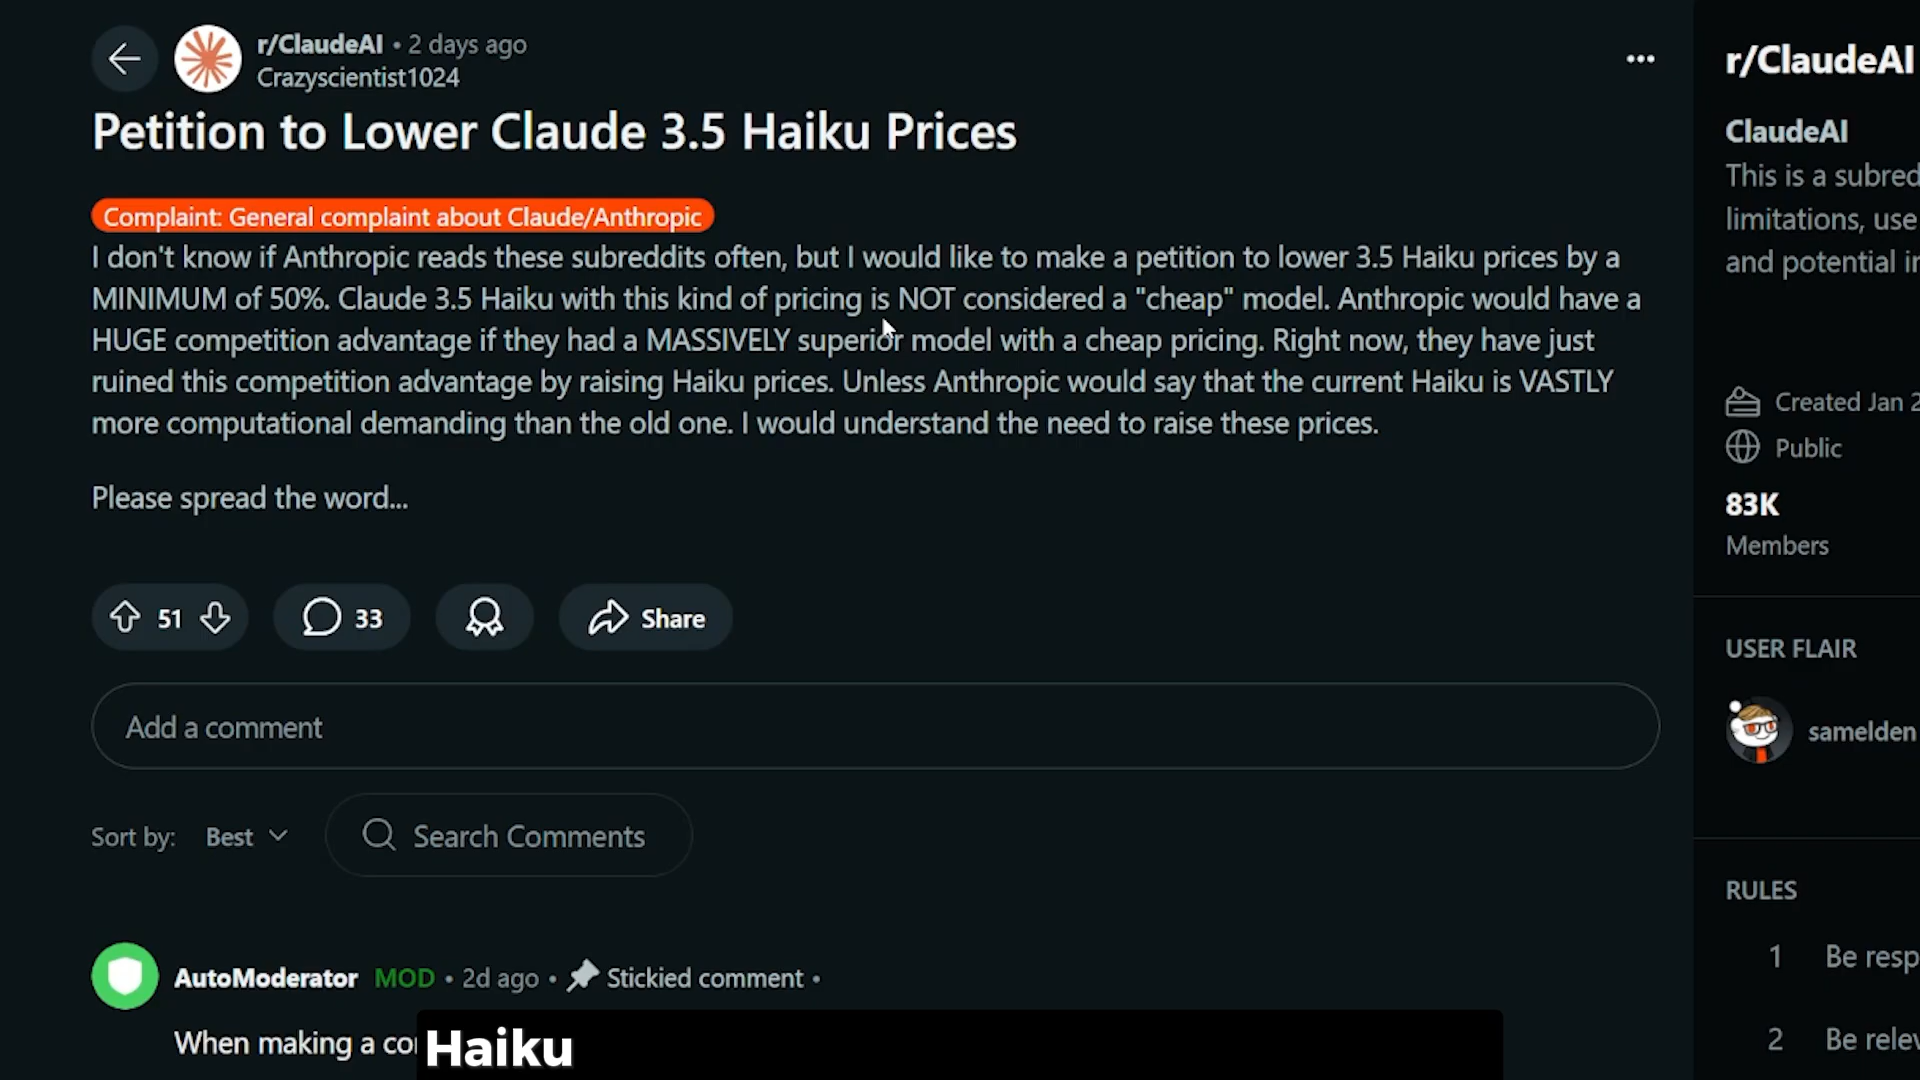 r/ClaudeAI • 2 days ago
Crazyscientist1024
Petition to Lower Claude 3.5 Haiku Prices
Complaint: General complaint about Claude/Anthropic
I don't know if Anthropic reads these subreddits often, but I would like to make a petition to lower 3.5 Haiku prices by a
MINIMUM of 50%. Claude 3.5 Haiku with this kind of pricing is NOT considered a "cheap" model. Anthropic would have a
HUGE competition advantage if they had a MASSIVELY superior model with a cheap pricing. Right now, they have just
ruined this competition advantage by raising Haiku prices. Unless Anthropic would say that the current Haiku is VASTLY
more computational demanding than the old one. I would understand the need to raise these prices.
Please spread the word...
51
33
Share
Add a comment
Sort by: Best
Search Comments
AutoModerator MOD • 2d ago • Stickied comment •
When making a
Haiku
r/ClaudeAI
ClaudeAI
This is a
limitations, use
and potential
Created Jan
Public
83K
Members
USER FLAIR
samelden
RULES
1 Be
2 Be